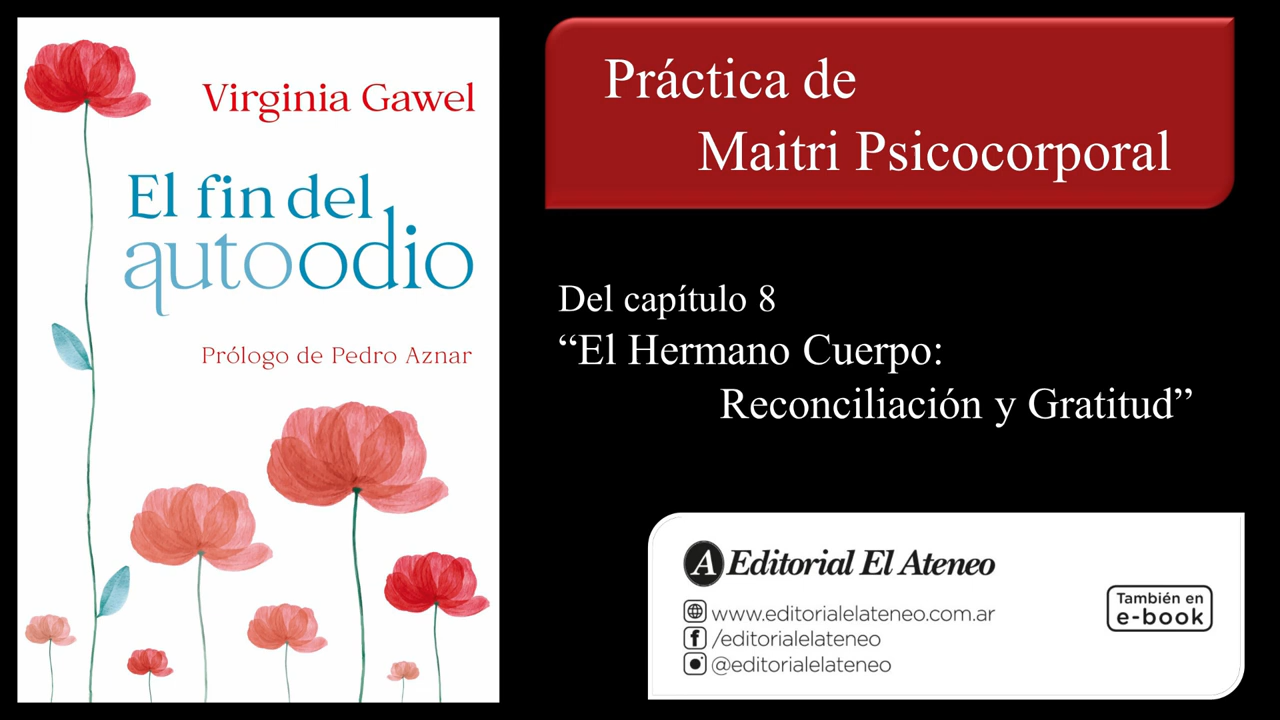 Virginia Gawel
El fin del
autoodio
Prólogo de Pedro Aznar
Práctica de
Maitri Psicocorporal
Del capítulo 8
“El Hermano Cuerpo:
Reconciliación y Gratitud”
A Editorial El Ateneo
www.editorialelateneo.com.ar
/editorialelateneo
@editorialelateneo
También en
e-book